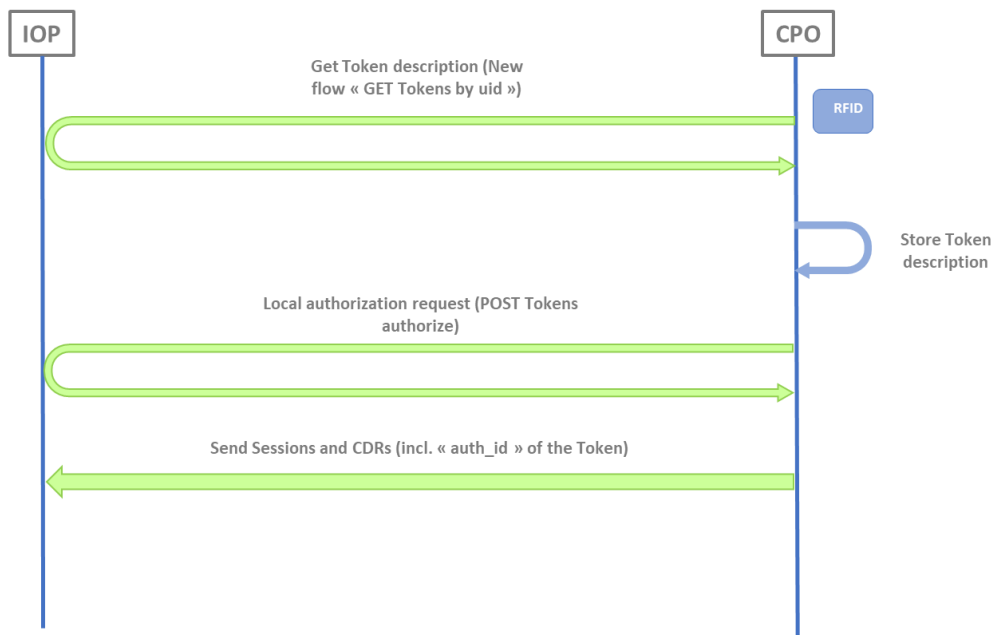 IOP
CPO
Get Token description (New
flow « GET Tokens by uid »)
RFID
Store Token
description
Local authorization request (POST Tokens
authorize)
Send Sessions and CDRs (incl. « auth_id » of the Token)